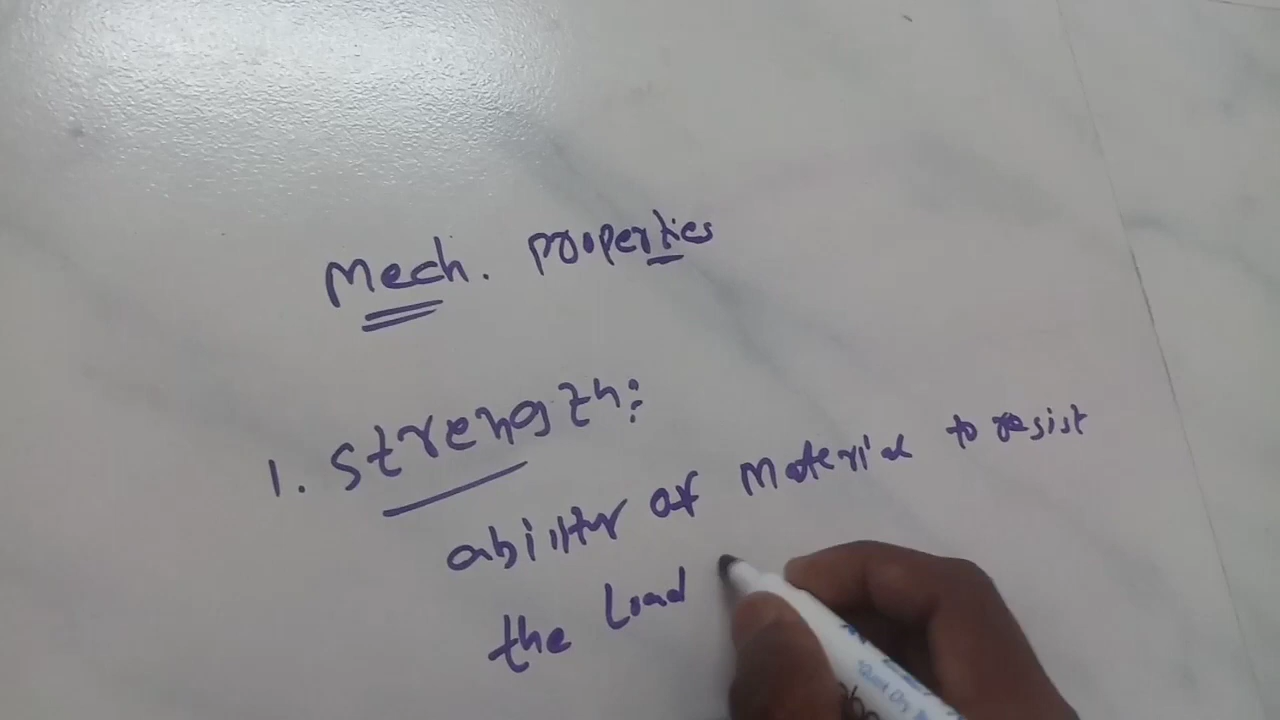 Mech. properties
1. Strength:
ability of material to resist
the Load